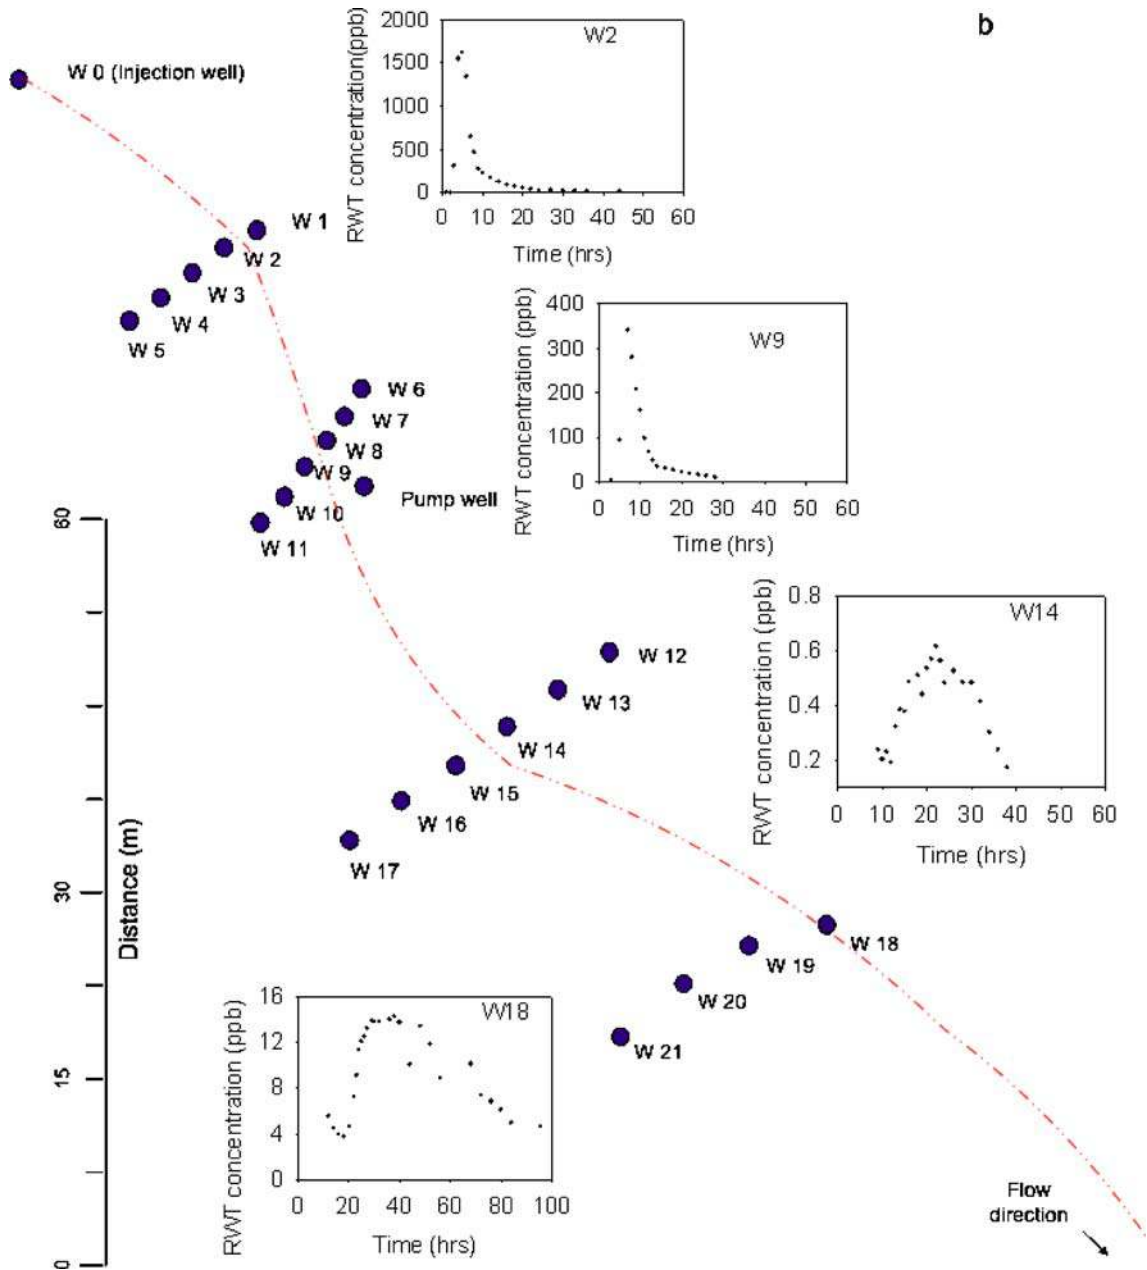 b
W 0 (Injection well)
W2
RWT concentration(ppb)
2000
1500
1000
500
0
0 10 20 30 40 50 60
Time (hrs)
W 1
W 2
W 3
W 4
W 5
W9
RWT concentration (ppb)
400
300
200
100
0
0 10 20 30 40 50 60
Time (hrs)
W 6
W 7
W 8
W 9
W 10
W 11
Pump well
W14
RWT concentration (ppb)
0.8
0.6
0.4
0.2
0 10 20 30 40 50 60
Time (hrs)
W 12
W 13
W 14
W 15
W 16
W 17
60
30
15
0
Distance (m)
W 18
W 19
W 20
W 21
W18
RWT concentration (ppb)
16
12
8
4
0
0 20 40 60 80 100
Time (hrs)
Flow
direction